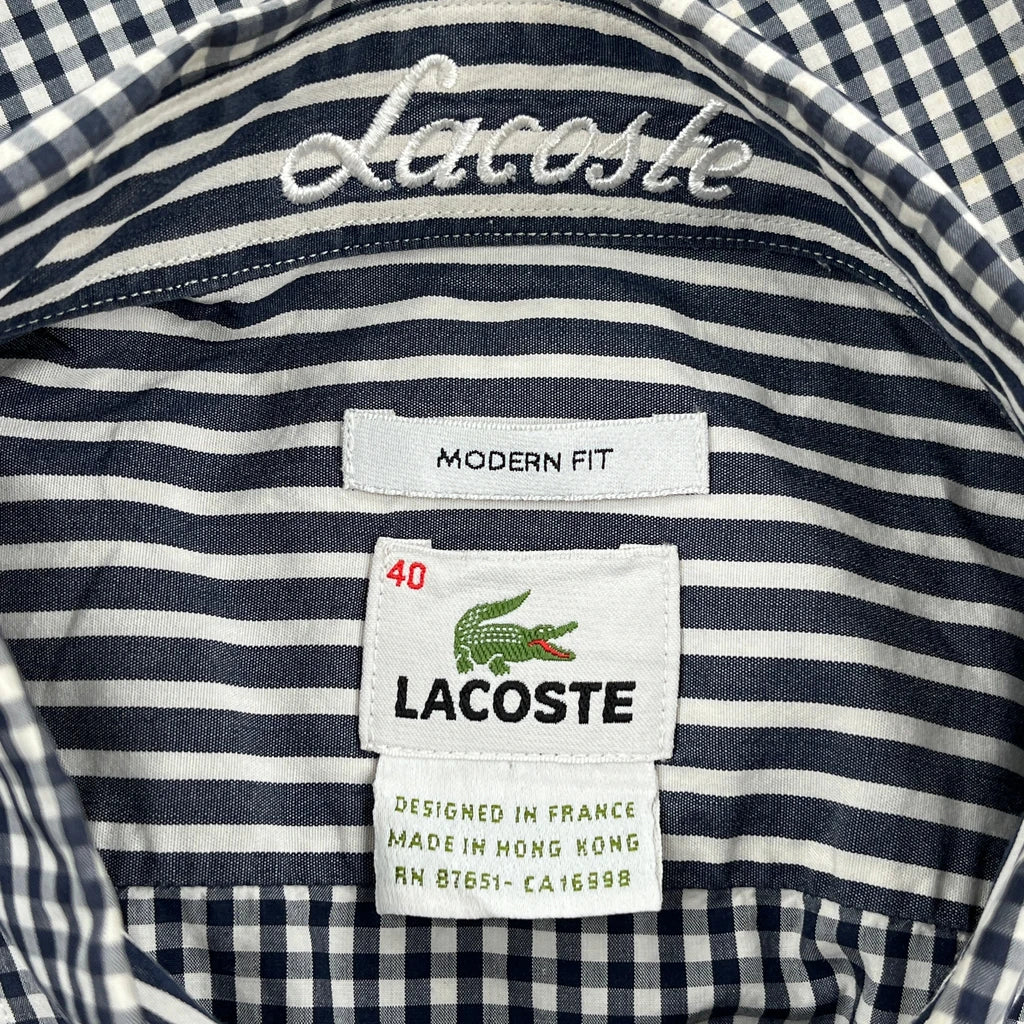 Lacoste
MODERN FIT
40
LACOSTE
DESIGNED IN FRANCE
MADE IN HONG KONG
RN 87651- CA16998